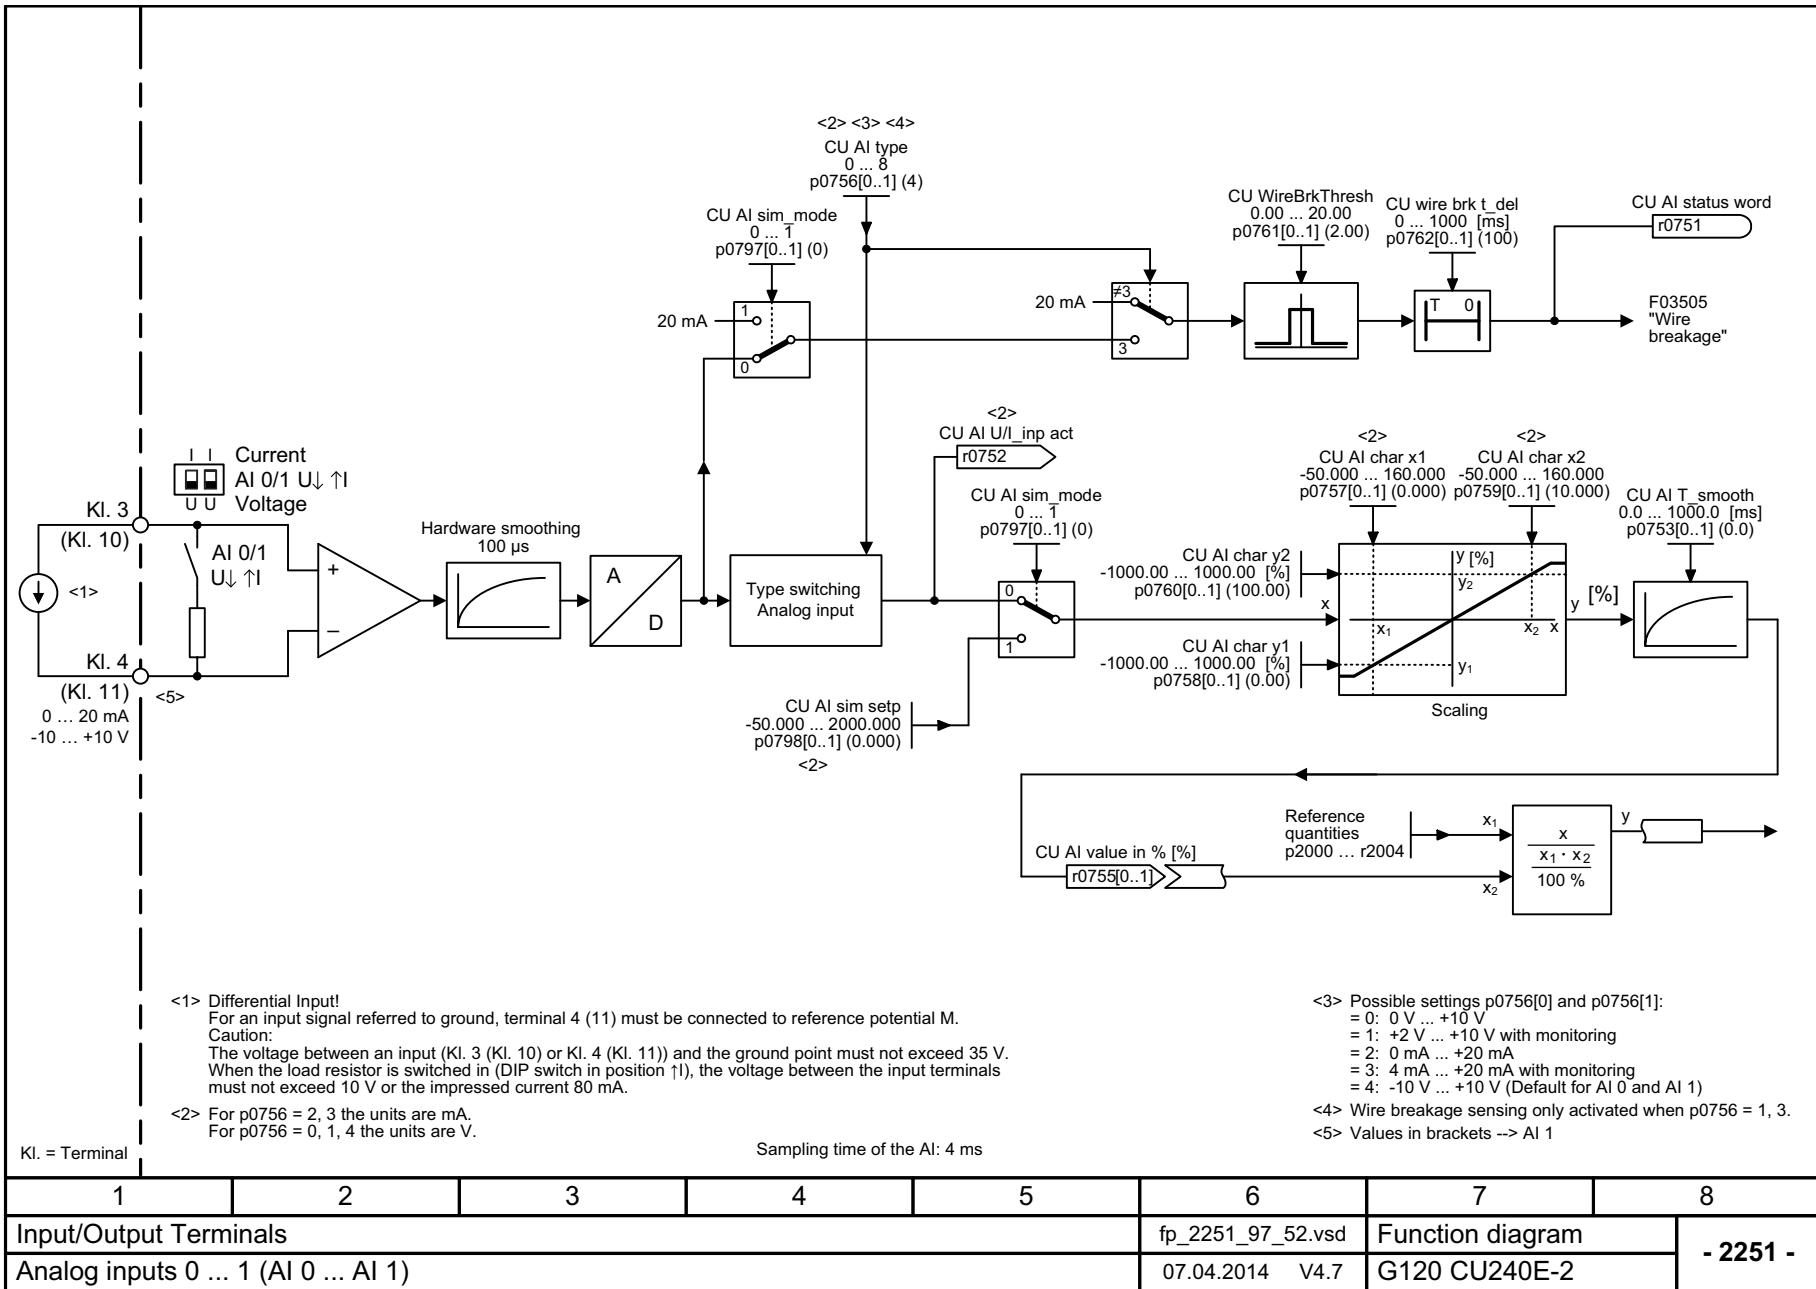 <2> <3> <4>
CU AI type
0 ... 8
p0756[0..1] (4)
CU AI sim_mode
0 ... 1
p0797[0..1] (0)
20 mA
1
0
20 mA
≠3
3
CU WireBrkThresh
0.00 ... 20.00
p0761[0..1] (2.00)
CU wire brk t_del
0 ... 1000 [ms]
p0762[0..1] (100)
T 0
CU AI status word
r0751
F03505
"Wire
breakage"
I I
Current
AI 0/1 U↓ ↑I
U U
Voltage
Kl. 3
(Kl. 10)
<1>
AI 0/1
U↓ ↑I
Kl. 4
(Kl. 11)
<5>
0 ... 20 mA
-10 ... +10 V
+
–
Hardware smoothing
100 µs
A
D
Type switching
Analog input
<2>
CU AI U/I_inp act
r0752
CU AI sim_mode
0 ... 1
p0797[0..1] (0)
0
1
CU AI sim setp
-50.000 ... 2000.000
p0798[0..1] (0.000)
<2>
CU AI char y2
-1000.00 ... 1000.00 [%]
p0760[0..1] (100.00)
x
CU AI char y1
-1000.00 ... 1000.00 [%]
p0758[0..1] (0.00)
<2>
CU AI char x1
-50.000 ... 160.000
p0757[0..1] (0.000)
<2>
CU AI char x2
-50.000 ... 160.000
p0759[0..1] (10.000)
y [%]
y2
x1
x2 x
y1
Scaling
y [%]
CU AI T_smooth
0.0 ... 1000.0 [ms]
p0753[0..1] (0.0)
CU AI value in % [%]
r0755[0..1]
Reference
quantities
p2000 ... r2004
x1
x2
x
x1 · x2
100 %
y
<1> Differential Input!
For an input signal referred to ground, terminal 4 (11) must be connected to reference potential M.
Caution:
The voltage between an input (Kl. 3 (Kl. 10) or Kl. 4 (Kl. 11)) and the ground point must not exceed 35 V.
When the load resistor is switched in (DIP switch in position ↑I), the voltage between the input terminals
must not exceed 10 V or the impressed current 80 mA.
<2> For p0756 = 2, 3 the units are mA.
For p0756 = 0, 1, 4 the units are V.
Kl. = Terminal
Sampling time of the AI: 4 ms
<3> Possible settings p0756[0] and p0756[1]:
= 0: 0 V ... +10 V
= 1: +2 V ... +10 V with monitoring
= 2: 0 mA ... +20 mA
= 3: 4 mA ... +20 mA with monitoring
= 4: -10 V ... +10 V (Default for AI 0 and AI 1)
<4> Wire breakage sensing only activated when p0756 = 1, 3.
<5> Values in brackets --> AI 1
1 2 3 4 5 6 7 8
Input/Output Terminals
fp_2251_97_52.vsd
Function diagram
- 2251 -
Analog inputs 0 ... 1 (AI 0 ... AI 1)
07.04.2014 V4.7
G120 CU240E-2